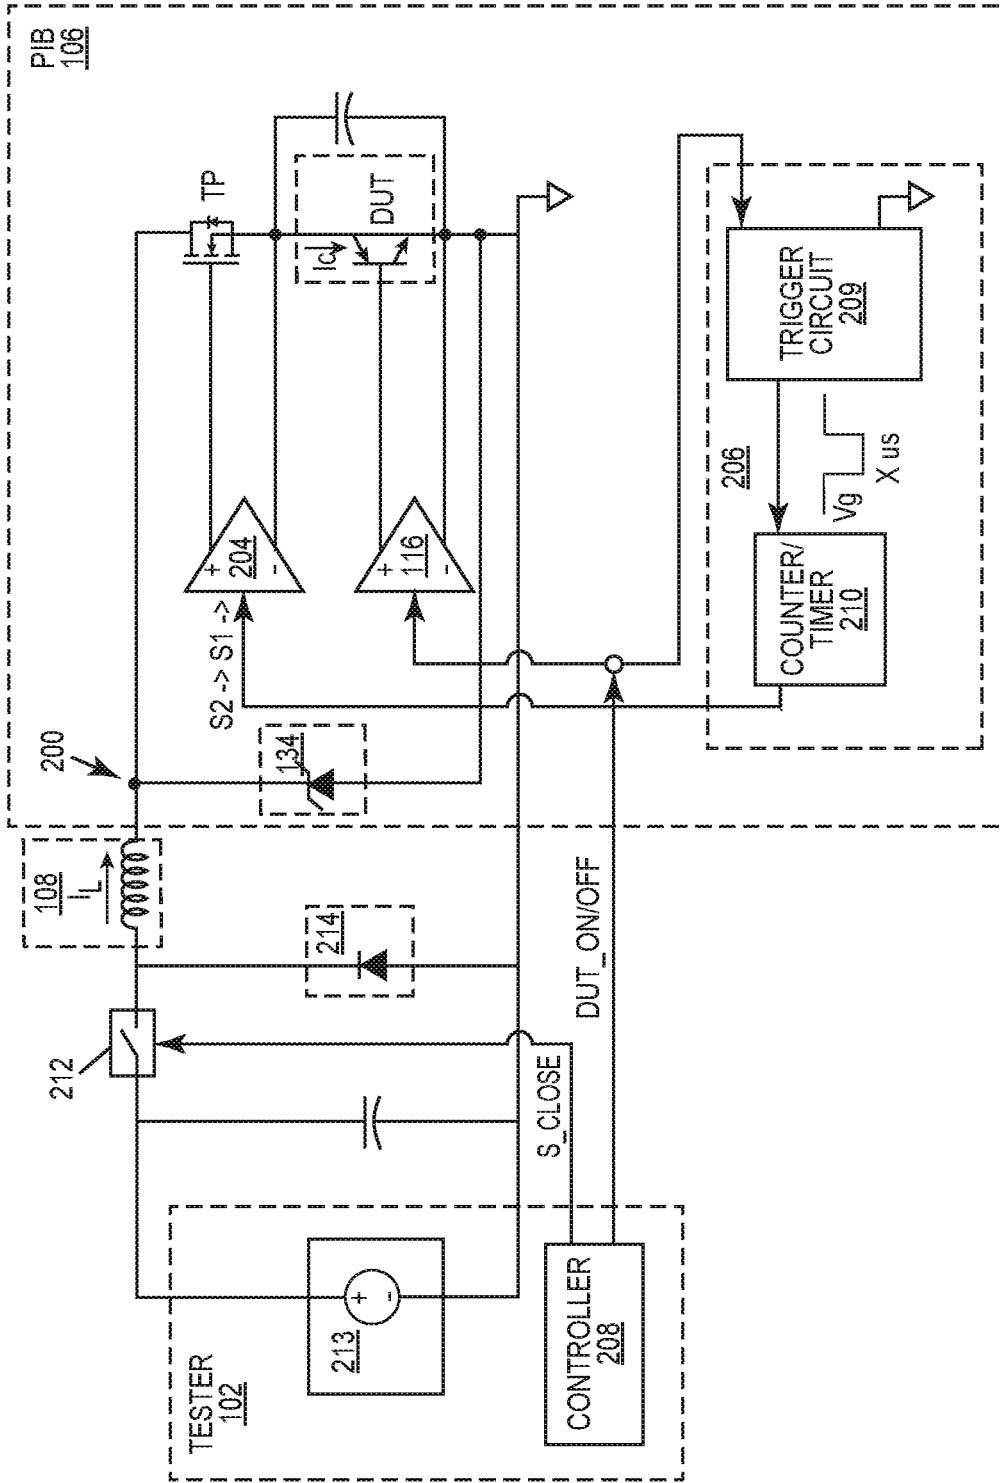 PIB
106
TP
DUT
Ic
+
204
-
+
116
-
S2 -> S1 ->
TRIGGER
CIRCUIT
209
206
Vg
X us
COUNTER/
TIMER
210
200
134
108
IL
214
212
DUT_ON/OFF
S_CLOSE
TESTER
102
+
-
213
CONTROLLER
208